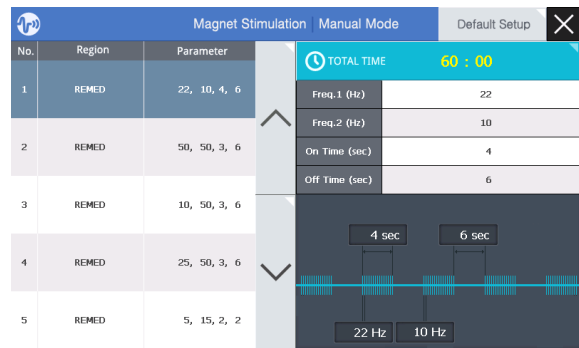 Magnet Stimulation Manual Mode
Default Setup
No. Region Parameter
1 REMED 22, 10, 4, 6
2 REMED 50, 50, 3, 6
3 REMED 10, 50, 3, 6
4 REMED 25, 50, 3, 6
5 REMED 5, 15, 2, 2
TOTAL TIME 60 : 00
Freq.1 (Hz) 22
Freq.2 (Hz) 10
On Time (sec) 4
Off Time (sec) 6
4 sec 6 sec
22 Hz 10 Hz